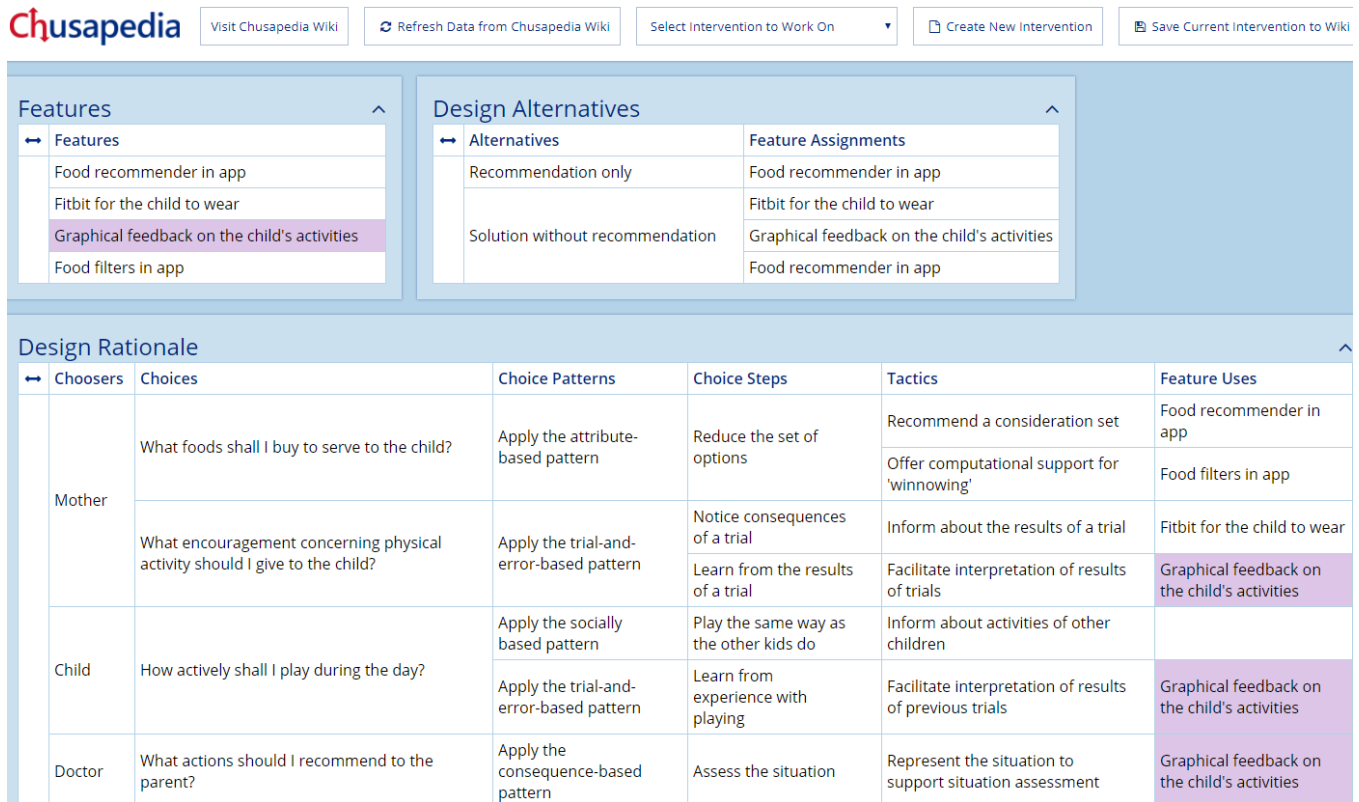 Chusapedia
Visit Chusapedia Wiki
Refresh Data from Chusapedia Wiki
Select Intervention to Work On
Create New Intervention
Save Current Intervention to Wiki
Features
Features
Food recommender in app
Fitbit for the child to wear
Graphical feedback on the child's activities
Food filters in app
Design Alternatives
Alternatives
Feature Assignments
Recommendation only
Food recommender in app
Solution without recommendation
Fitbit for the child to wear
Graphical feedback on the child's activities
Food recommender in app
Design Rationale
Choosers
Choices
Choice Patterns
Choice Steps
Tactics
Feature Uses
Mother
What foods shall I buy to serve to the child?
Apply the attribute-
based pattern
Reduce the set of
options
Recommend a consideration set
Food recommender in
app
Offer computational support for
'winnowing'
Food filters in app
What encouragement concerning physical
activity should I give to the child?
Apply the trial-and-
error-based pattern
Notice consequences
of a trial
Inform about the results of a trial
Fitbit for the child to wear
Learn from the results
of a trial
Facilitate interpretation of results
of trials
Graphical feedback on
the child's activities
Child
How actively shall I play during the day?
Apply the socially
based pattern
Play the same way as
the other kids do
Inform about activities of other
children
Apply the trial-and-
error-based pattern
Learn from
experience with
playing
Facilitate interpretation of results
of previous trials
Graphical feedback on
the child's activities
Doctor
What actions should I recommend to the
parent?
Apply the
consequence-based
pattern
Assess the situation
Represent the situation to
support situation assessment
Graphical feedback on
the child's activities